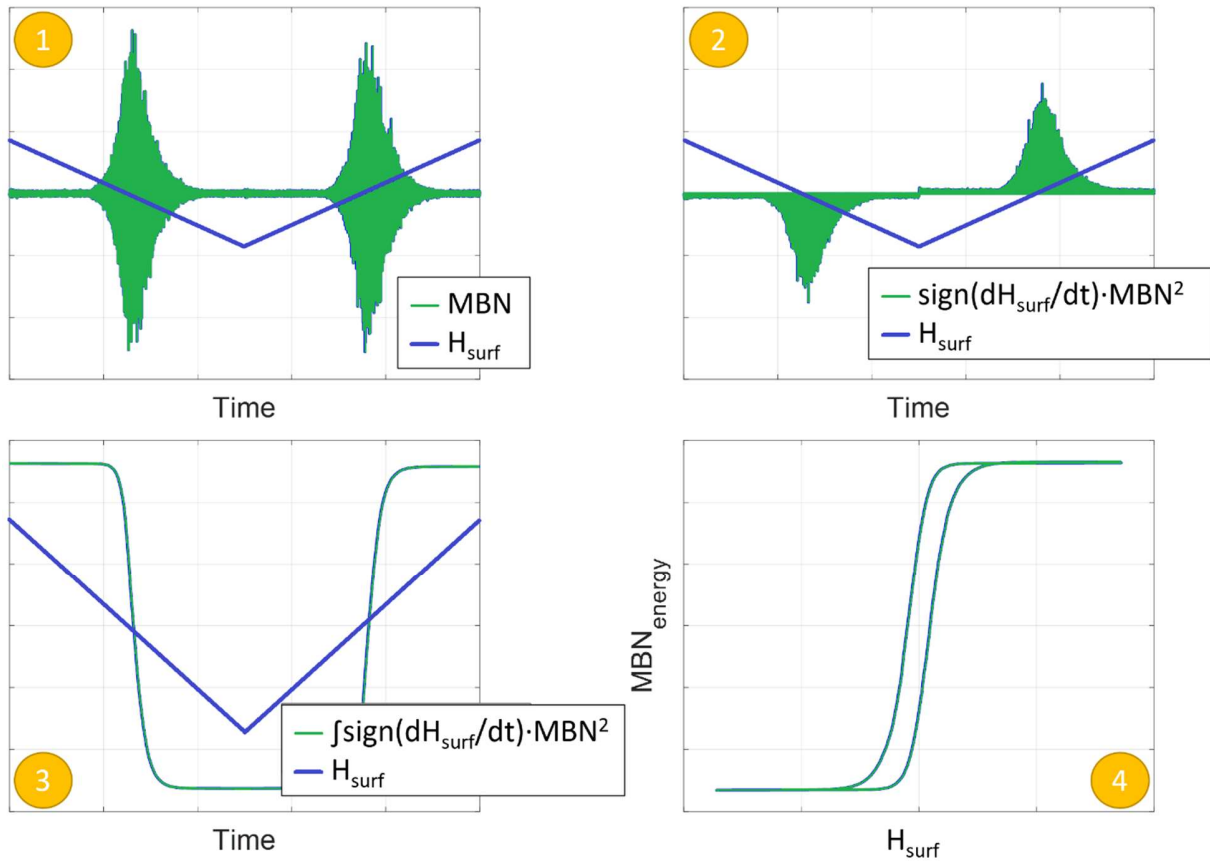 1
MBN
H_surf
Time
2
sign(dH_surf/dt)·MBN²
H_surf
Time
3
∫sign(dH_surf/dt)·MBN²
H_surf
Time
MBN_energy
4
H_surf